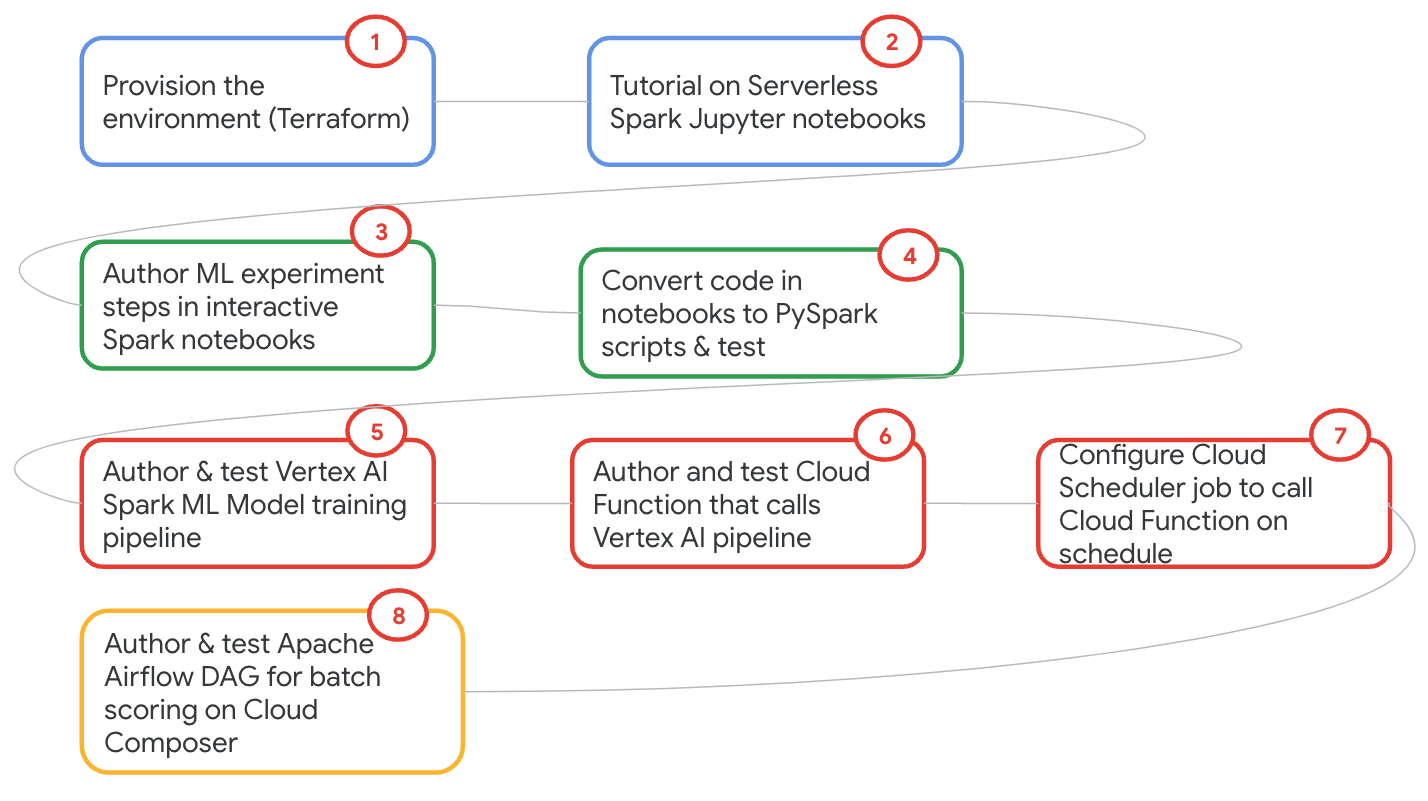 1
Provision the
environment (Terraform)
2
Tutorial on Serverless
Spark Jupyter notebooks
3
Author ML experiment
steps in interactive
Spark notebooks
4
Convert code in
notebooks to PySpark
scripts & test
5
Author & test Vertex AI
Spark ML Model training
pipeline
6
Author and test Cloud
Function that calls
Vertex AI pipeline
7
Configure Cloud
Scheduler job to call
Cloud Function on
schedule
8
Author & test Apache
Airflow DAG for batch
scoring on Cloud
Composer